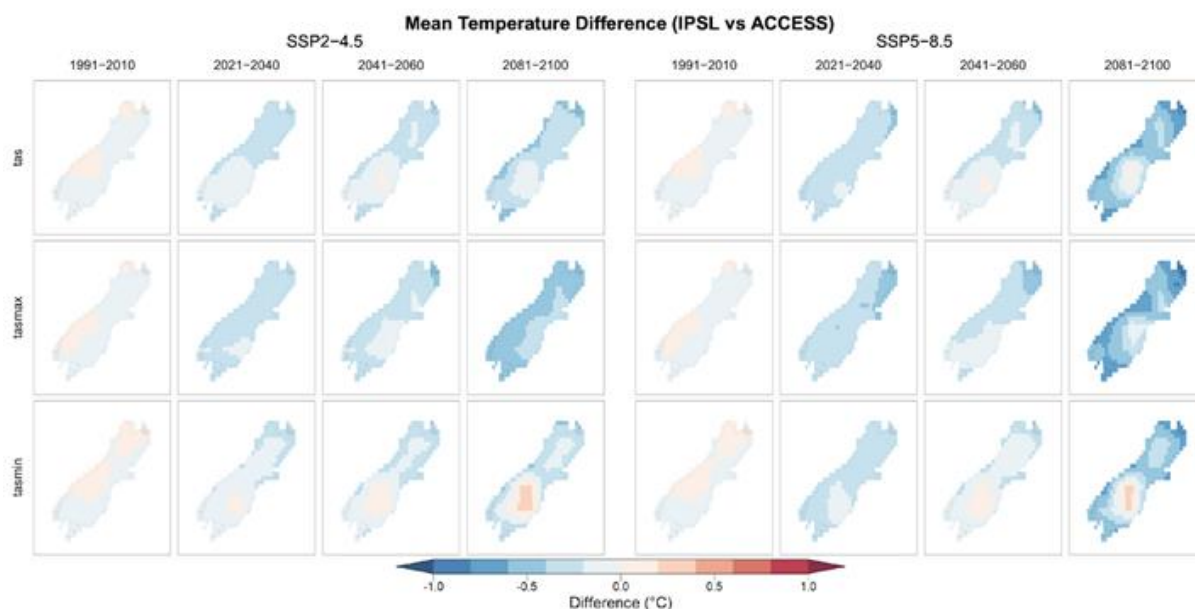 Mean Temperature Difference (IPSL vs ACCESS)
SSP2−4.5 SSP5−8.5
1991−2010 2021−2040 2041−2060 2081−2100 1991−2010 2021−2040 2041−2060 2081−2100
tas
tasmax
tasmin
-1.0 -0.5 0.0 0.5 1.0
Difference (°C)